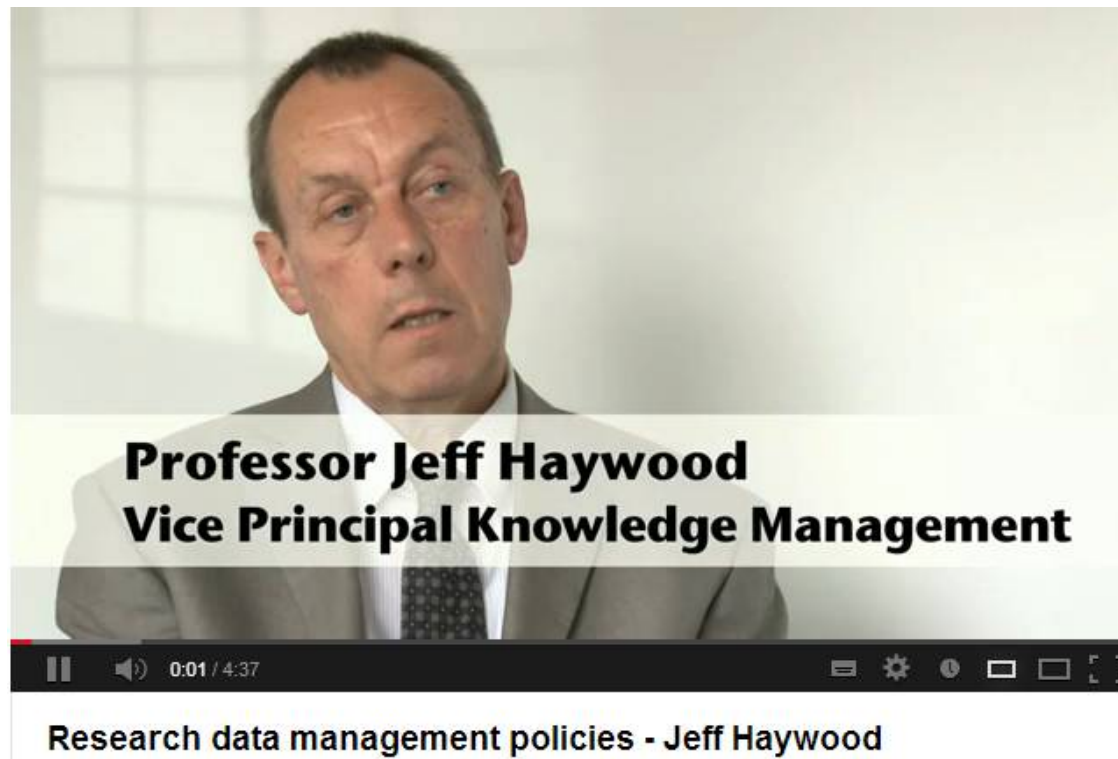 Professor Jeff Haywood
Vice Principal Knowledge Management
0:01 / 4:37
Research data management policies - Jeff Haywood